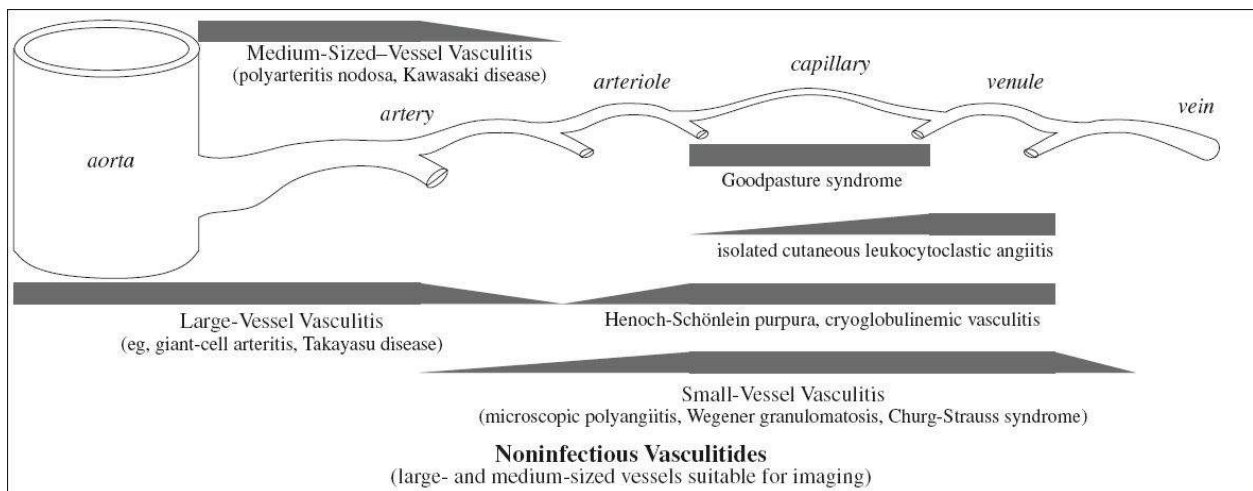 Medium-Sized–Vessel Vasculitis
(polyarteritis nodosa, Kawasaki disease)
aorta
artery
arteriole
capillary
venule
vein
Goodpasture syndrome
isolated cutaneous leukocytoclastic angiitis
Large-Vessel Vasculitis
(eg, giant-cell arteritis, Takayasu disease)
Henoch-Schönlein purpura, cryoglobulinemic vasculitis
Small-Vessel Vasculitis
(microscopic polyangiitis, Wegener granulomatosis, Churg-Strauss syndrome)
Noninfectious Vasculitides
(large- and medium-sized vessels suitable for imaging)